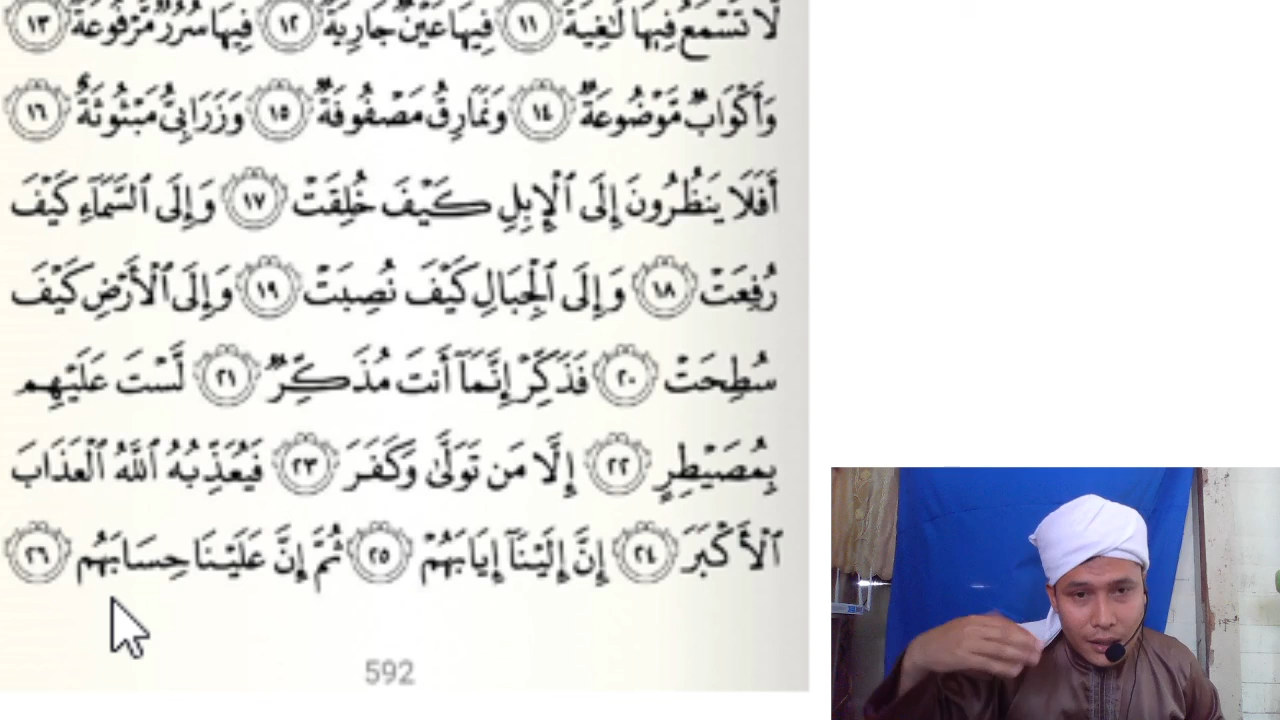 لَّا تَسْمَعُ فِيهَا لَٰغِيَةً ١١ فِيهَا عَيْنٌ جَارِيَةٌ ١٢ فِيهَا سُرُرٌ مَّرْفُوعَةٌ ١٣
وَأَكْوَابٌ مَّوْضُوعَةٌ ١٤ وَنَمَارِقُ مَصْفُوفَةٌ ١٥ وَزَرَابِيُّ مَبْثُوثَةٌ ١٦
أَفَلَا يَنظُرُونَ إِلَى ٱلْإِبِلِ كَيْفَ خُلِقَتْ ١٧ وَإِلَى ٱلسَّمَآءِ كَيْفَ
رُفِعَتْ ١٨ وَإِلَى ٱلْجِبَالِ كَيْفَ نُصِبَتْ ١٩ وَإِلَى ٱلْأَرْضِ كَيْفَ
سُطِحَتْ ٢٠ فَذَكِّرْ إِنَّمَآ أَنتَ مُذَكِّرٌ ٢١ لَّسْتَ عَلَيْهِم
بِمُصَيْطِرٍ ٢٢ إِلَّا مَن تَوَلَّىٰ وَكَفَرَ ٢٣ فَيُعَذِّبُهُ ٱللَّهُ ٱلْعَذَابَ
ٱلْأَكْبَرَ ٢٤ إِنَّ إِلَيْنَآ إِيَابَهُمْ ٢٥ ثُمَّ إِنَّ عَلَيْنَا حِسَابَهُم ٢٦
592